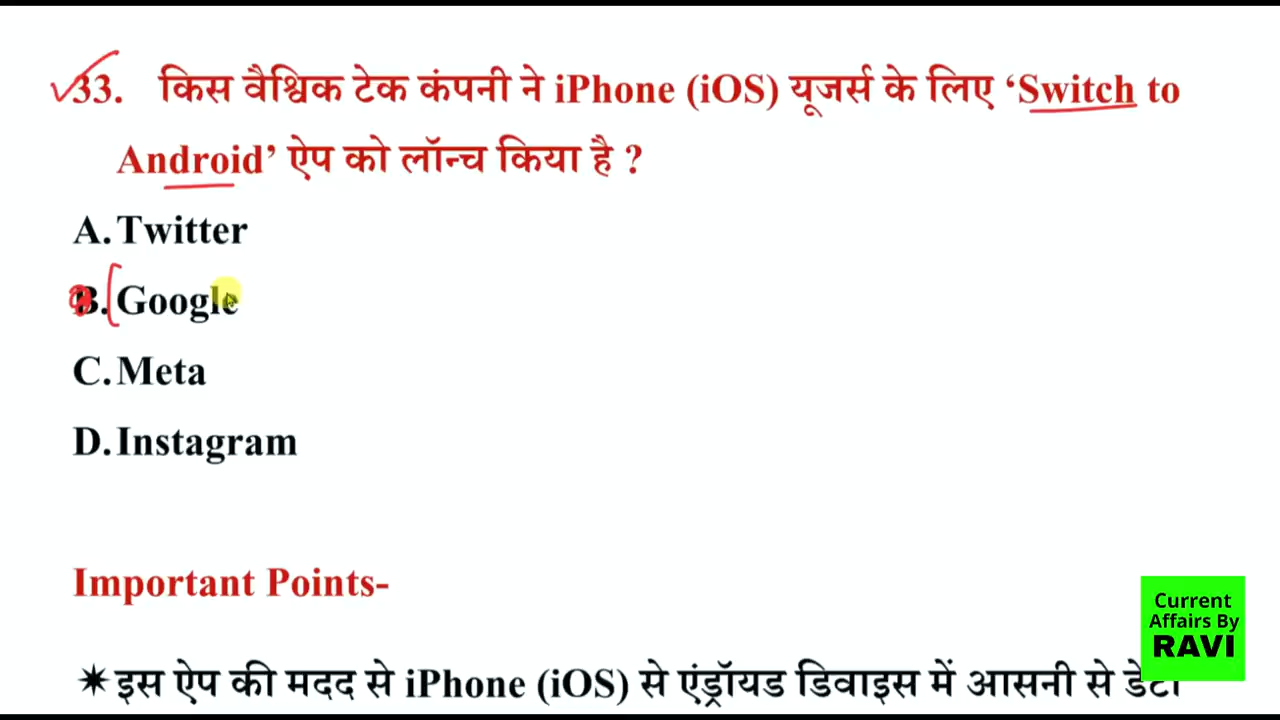 33. किस वैश्विक टेक कंपनी ने iPhone (iOS) यूजर्स के लिए ‘Switch to
Android’ ऐप को लॉन्च किया है ?
A. Twitter
B. Google
C. Meta
D. Instagram
Important Points-
Current
Affairs By
RAVI
✶ इस ऐप की मदद से iPhone (iOS) से एंड्रॉयड डिवाइस में आसनी से डेटा